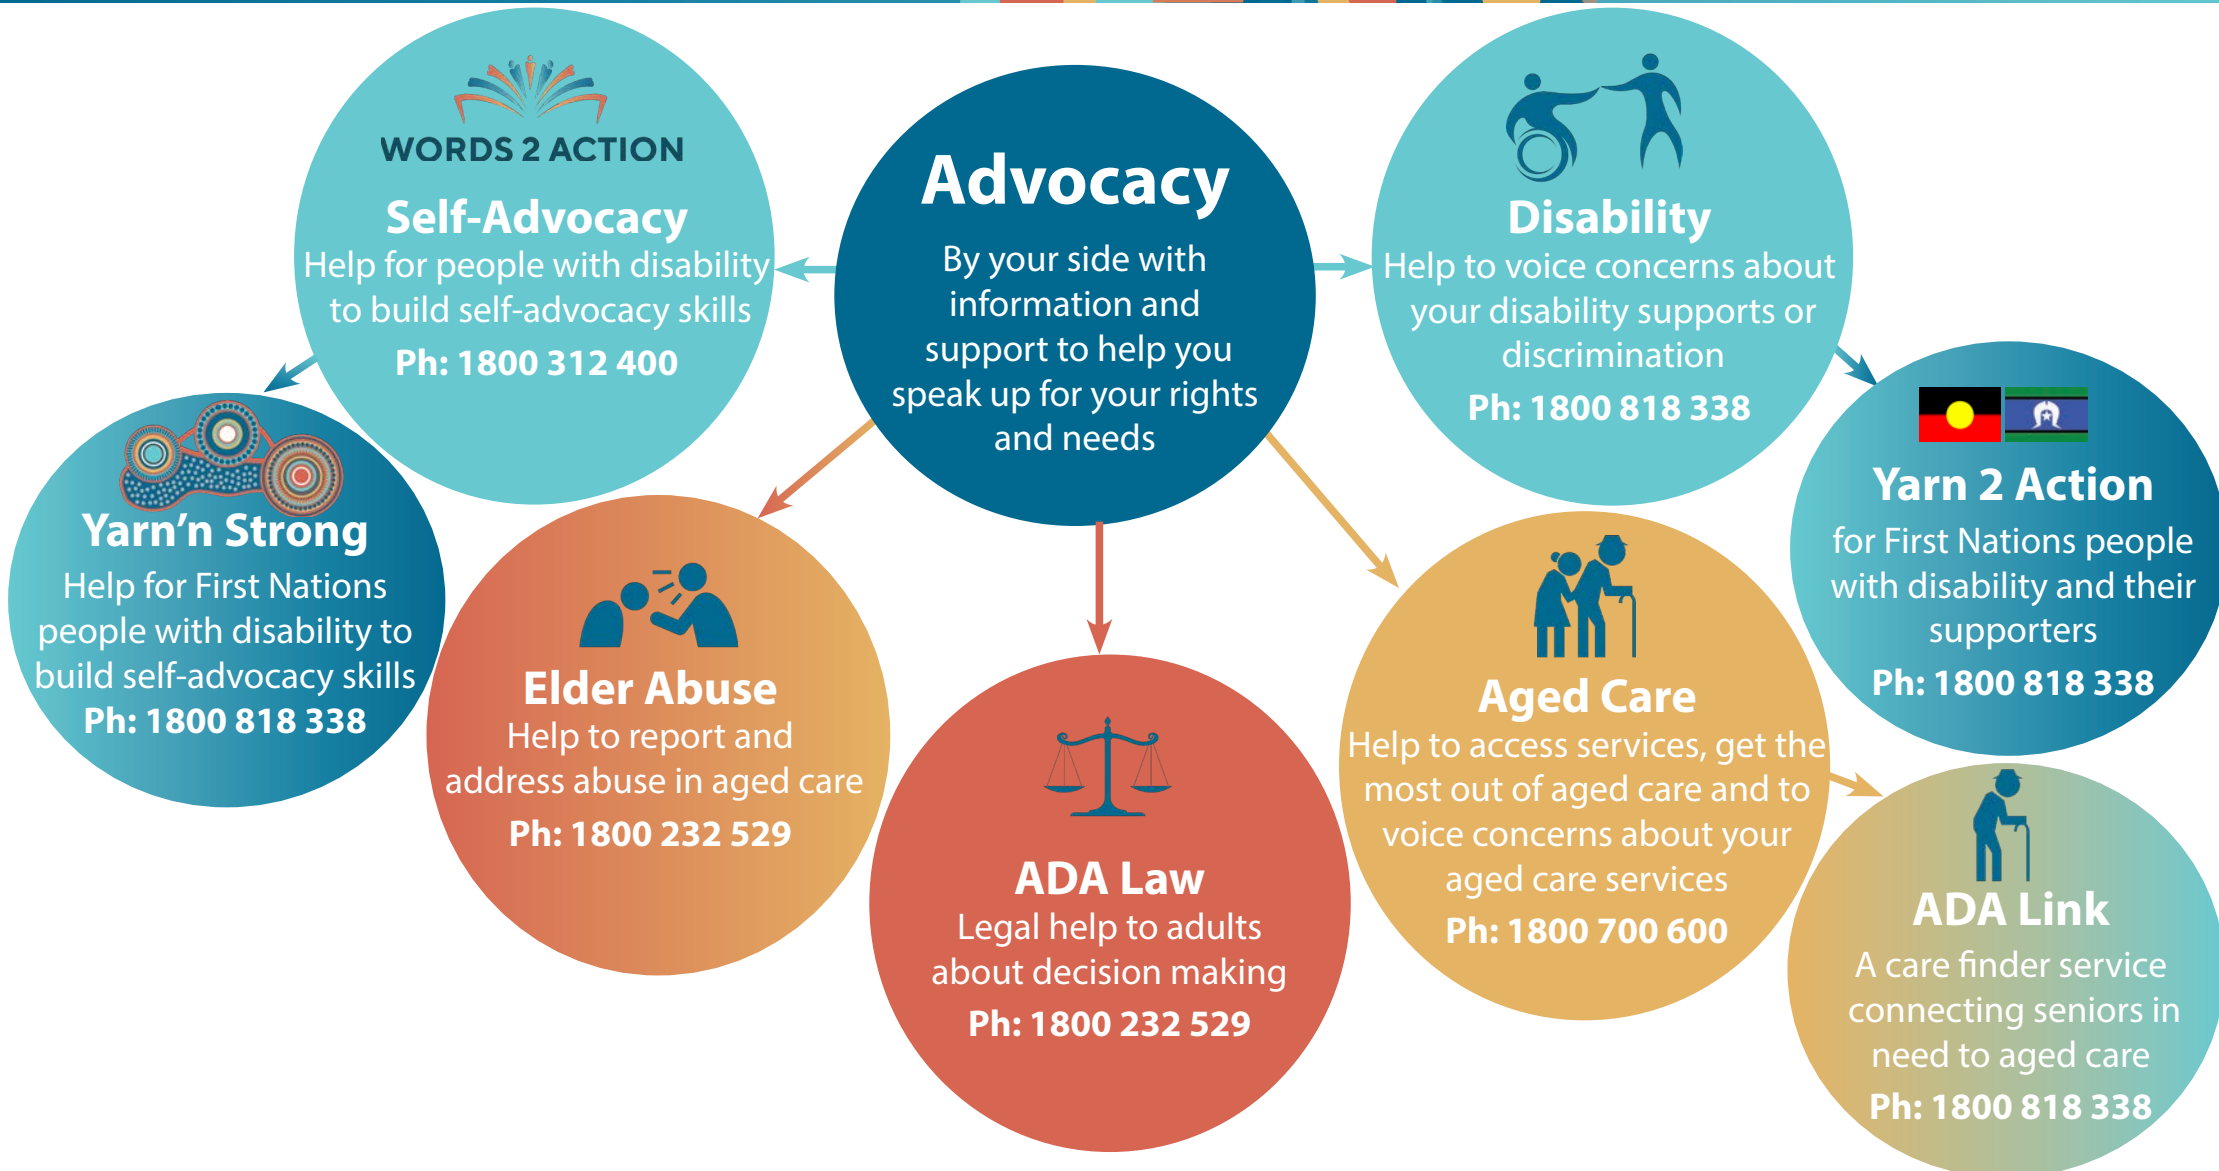 WORDS 2 ACTION
Self-Advocacy
Help for people with disability
to build self-advocacy skills
Ph: 1800 312 400
Advocacy
By your side with
information and
support to help you
speak up for your rights
and needs
Disability
Help to voice concerns about
your disability supports or
discrimination
Ph: 1800 818 338
Yarn'n Strong
Help for First Nations
people with disability to
build self-advocacy skills
Ph: 1800 818 338
Elder Abuse
Help to report and
address abuse in aged care
Ph: 1800 232 529
ADA Law
Legal help to adults
about decision making
Ph: 1800 232 529
Aged Care
Help to access services, get the
most out of aged care and to
voice concerns about your
aged care services
Ph: 1800 700 600
Yarn 2 Action
for First Nations people
with disability and their
supporters
Ph: 1800 818 338
ADA Link
A care finder service
connecting seniors in
need to aged care
Ph: 1800 818 338